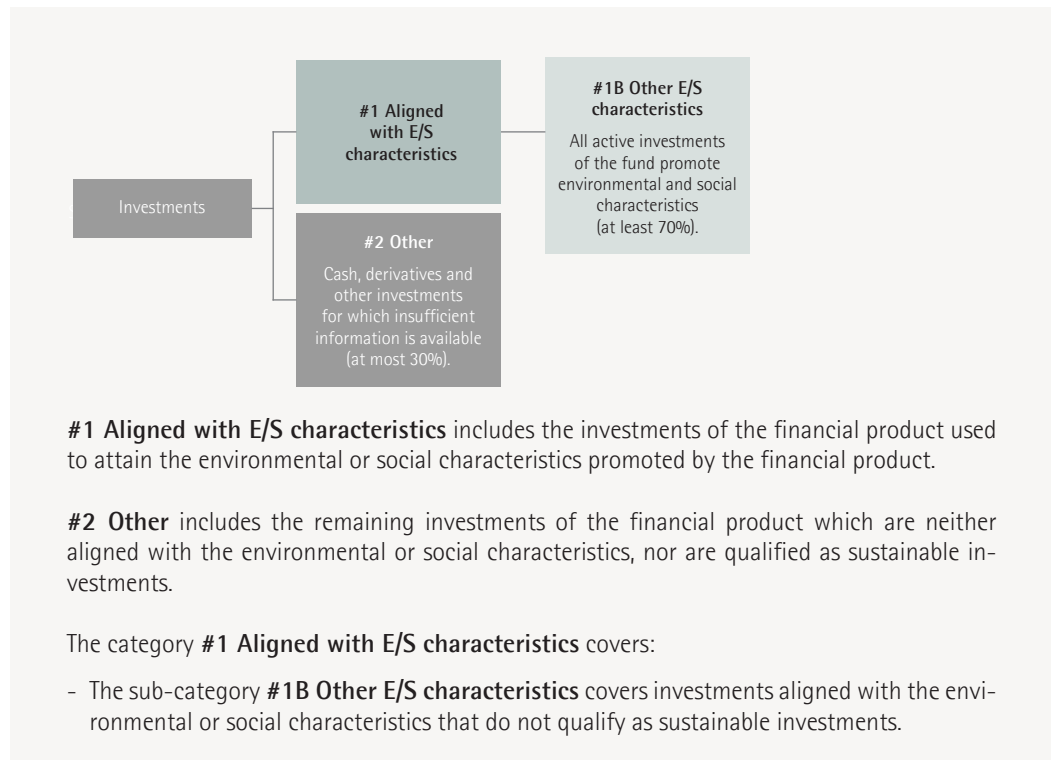 Investments
#1 Aligned
with E/S
characteristics
#1B Other E/S
characteristics
All active investments
of the fund promote
environmental and social
characteristics
(at least 70%).
#2 Other
Cash, derivatives and
other investments
for which insufficient
information is available
(at most 30%).
#1 Aligned with E/S characteristics includes the investments of the financial product used
to attain the environmental or social characteristics promoted by the financial product.
#2 Other includes the remaining investments of the financial product which are neither
aligned with the environmental or social characteristics, nor are qualified as sustainable in-
vestments.
The category #1 Aligned with E/S characteristics covers:
- The sub-category #1B Other E/S characteristics covers investments aligned with the envi-
ronmental or social characteristics that do not qualify as sustainable investments.